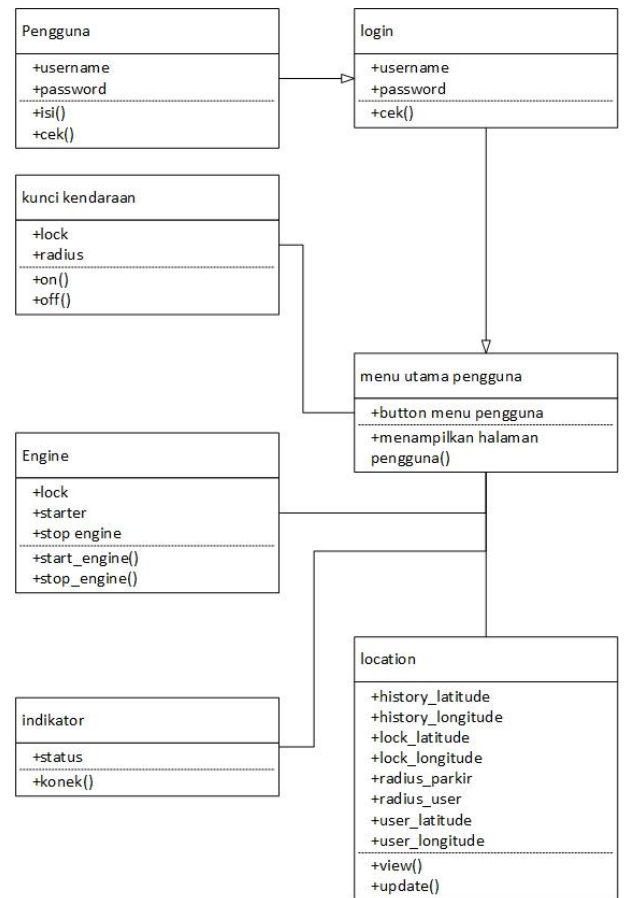 Pengguna
+username
+password
+isi()
+cek()
login
+username
+password
+cek()
kunci kendaraan
+lock
+radius
+on()
+off()
menu utama pengguna
+button menu pengguna
+menampilkan halaman
pengguna()
Engine
+lock
+starter
+stop engine
+start_engine()
+stop_engine()
indikator
+status
+konek()
location
+history_latitude
+history_longitude
+lock_latitude
+lock_longitude
+radius_parkir
+radius_user
+user_latitude
+user_longitude
+view()
+update()